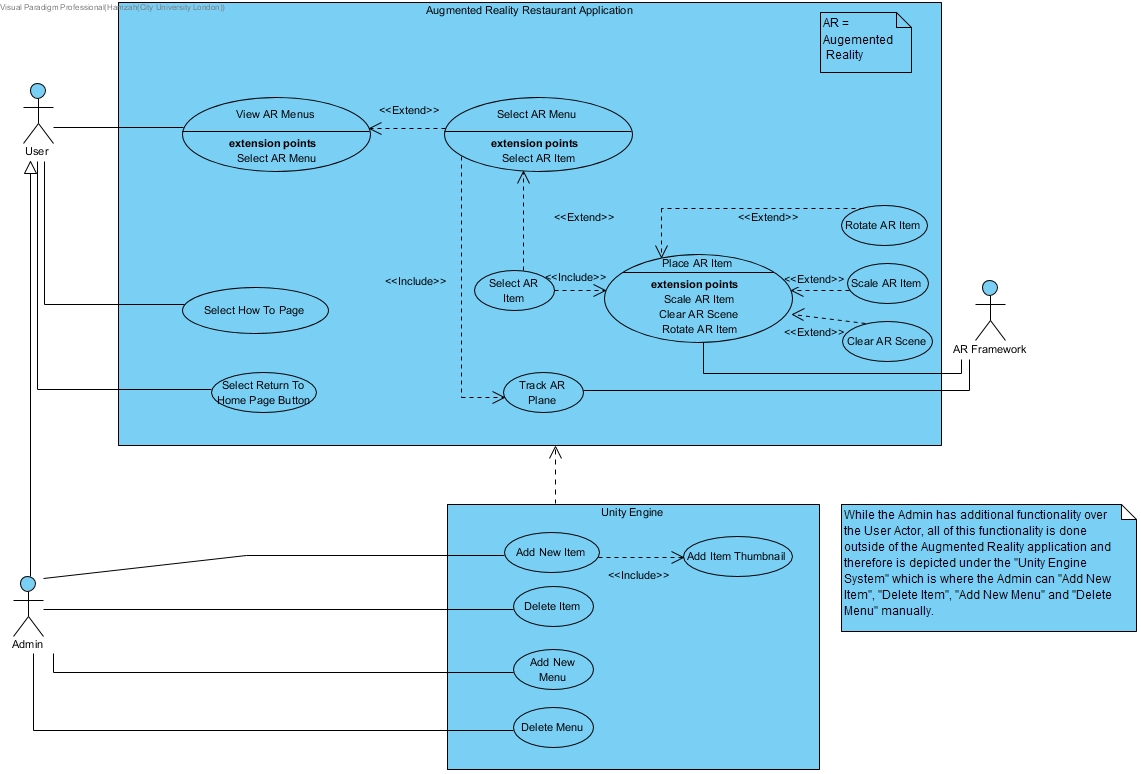 Visual Paradigm Professional(Hamzah(City University London))
Augmented Reality Restaurant Application
AR =
Augemented
Reality
View AR Menus
extension points
Select AR Menu
<<Extend>>
Select AR Menu
extension points
Select AR Item
User
<<Extend>>
<<Extend>>
Rotate AR Item
<<Include>>
Select AR
Item
<<Include>>
Place AR Item
extension points
Scale AR Item
Clear AR Scene
Rotate AR Item
<<Extend>>
Scale AR Item
<<Extend>>
Clear AR Scene
AR Framework
Select How To Page
Select Return To
Home Page Button
Track AR
Plane
Unity Engine
Add New Item
<<Include>>
Add Item Thumbnail
Delete Item
Add New
Menu
Delete Menu
Admin
While the Admin has additional functionality over
the User Actor, all of this functionality is done
outside of the Augmented Reality application and
therefore is depicted under the "Unity Engine
System" which is where the Admin can "Add New
Item", "Delete Item", "Add New Menu" and "Delete
Menu" manually.